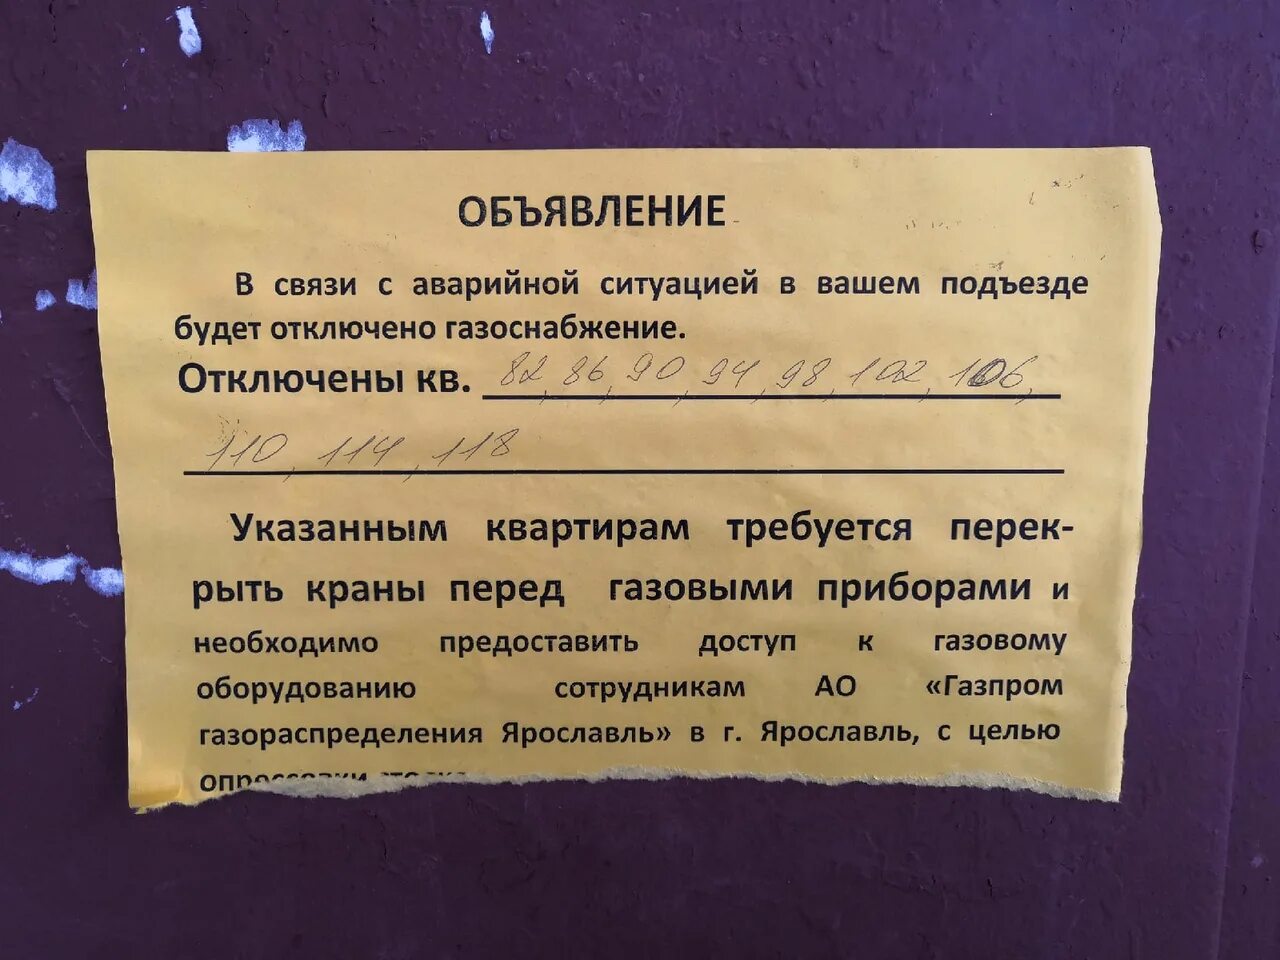 ОБЪЯВЛЕНИЕ
В связи с аварийной ситуацией в вашем подъезде
будет отключено газоснабжение.
Отключены кв. 82, 86, 90, 94, 98, 102, 106,
110, 114, 118
Указанным квартирам требуется перек-
рыть краны перед газовыми приборами и
необходимо предоставить доступ к газовому
оборудованию сотрудникам АО «Газпром
газораспределения Ярославль» в г. Ярославль, с целью
опрессовки